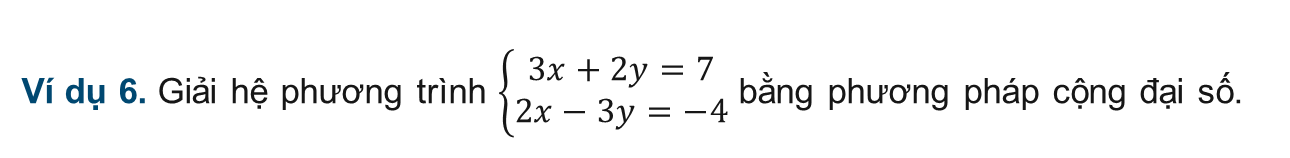 Ví dụ 6. Giải hệ phương trình { 3x + 2y = 7
2x − 3y = −4 bằng phương pháp cộng đại số.